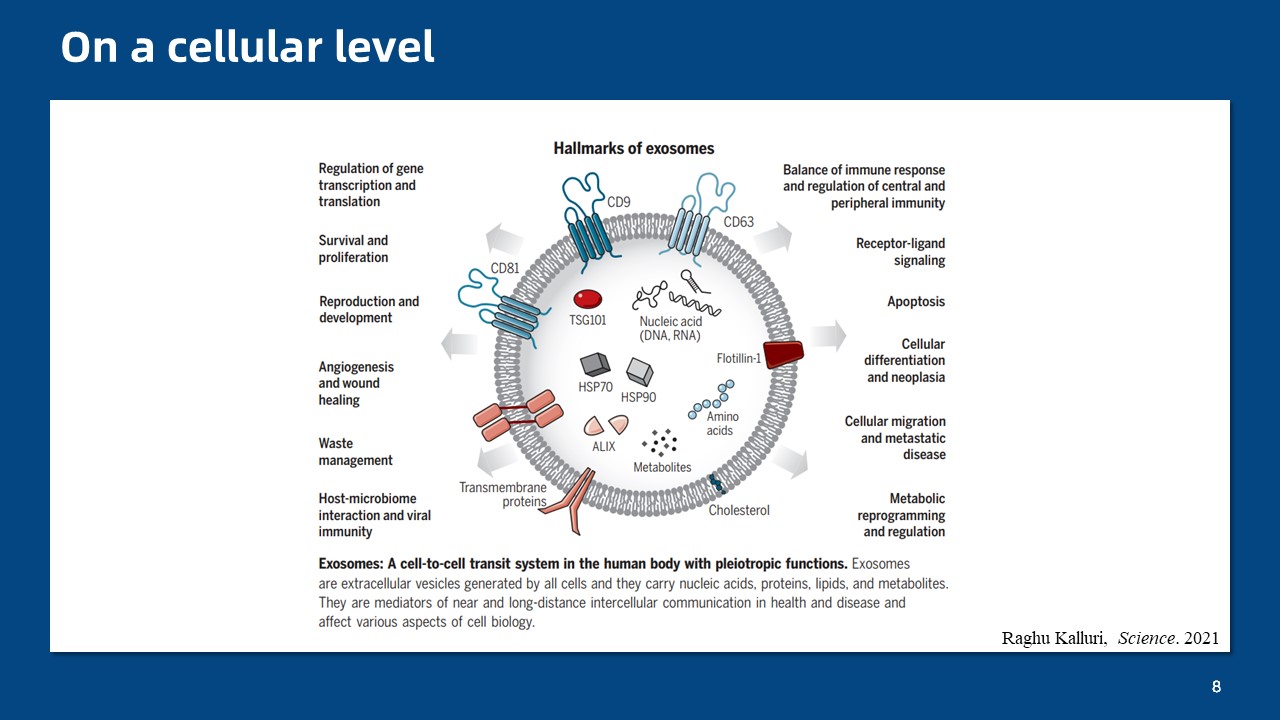 On a cellular level
Hallmarks of exosomes
Regulation of gene
transcription and
translation
Survival and
proliferation
Reproduction and
development
Angiogenesis
and wound
healing
Waste
management
Host-microbiome
interaction and viral
immunity
CD9
CD63
CD81
TSG101
Nucleic acid
(DNA, RNA)
Flotillin-1
HSP70
HSP90
Amino
acids
ALIX
Metabolites
Transmembrane
proteins
Cholesterol
Balance of immune response
and regulation of central and
peripheral immunity
Receptor-ligand
signaling
Apoptosis
Cellular
differentiation
and neoplasia
Cellular migration
and metastatic
disease
Metabolic
reprogramming
and regulation
Exosomes: A cell-to-cell transit system in the human body with pleiotropic functions. Exosomes
are extracellular vesicles generated by all cells and they carry nucleic acids, proteins, lipids, and metabolites.
They are mediators of near and long-distance intercellular communication in health and disease and
affect various aspects of cell biology.
Raghu Kalluri, Science. 2021
8